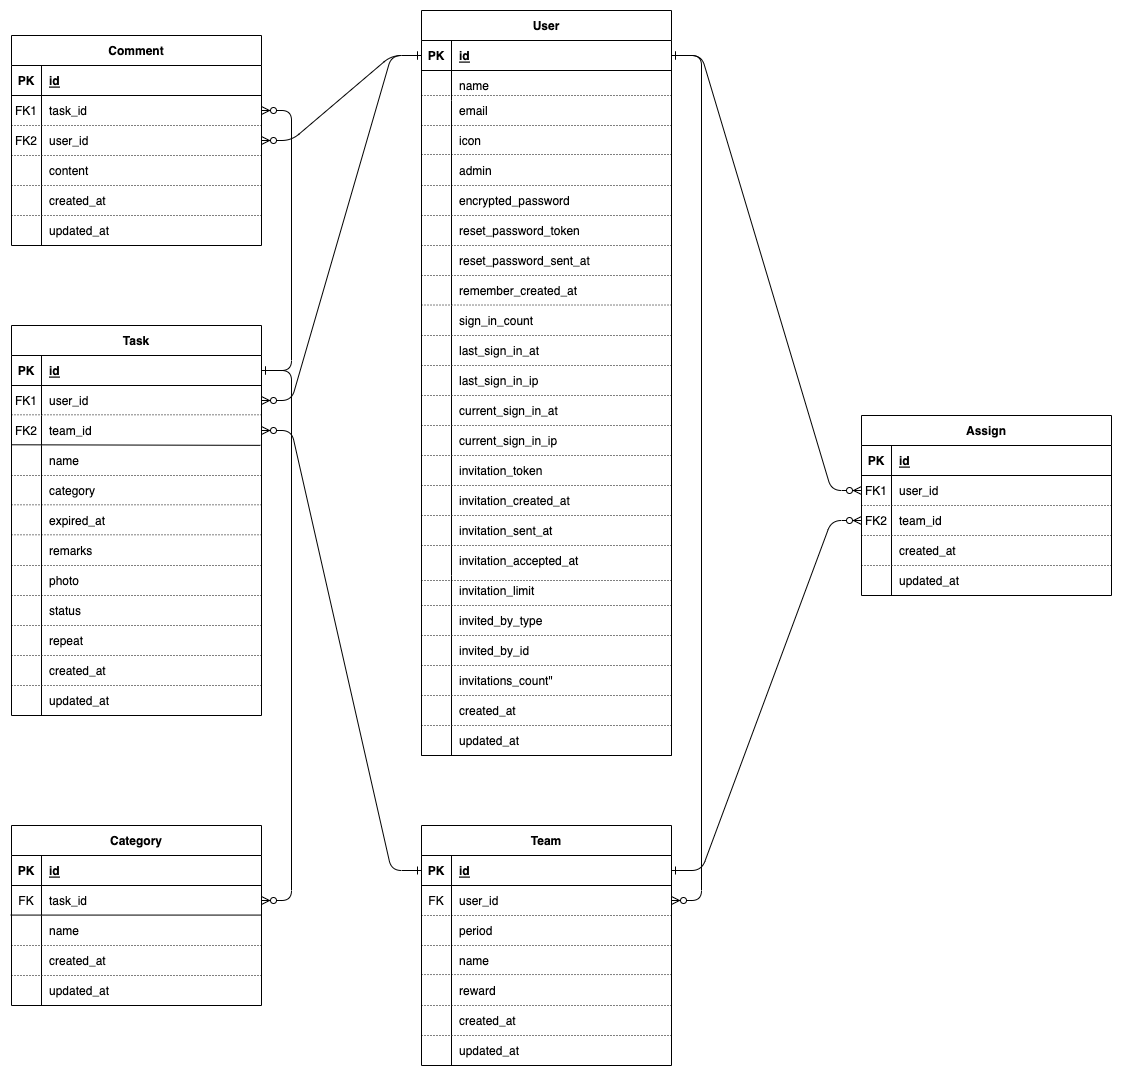 Comment
PK id
FK1 task_id
FK2 user_id
content
created_at
updated_at
Task
PK id
FK1 user_id
FK2 team_id
name
category
expired_at
remarks
photo
status
repeat
created_at
updated_at
Category
PK id
FK task_id
name
created_at
updated_at
User
PK id
name
email
icon
admin
encrypted_password
reset_password_token
reset_password_sent_at
remember_created_at
sign_in_count
last_sign_in_at
last_sign_in_ip
current_sign_in_at
current_sign_in_ip
invitation_token
invitation_created_at
invitation_sent_at
invitation_accepted_at
invitation_limit
invited_by_type
invited_by_id
invitations_count"
created_at
updated_at
Team
PK id
FK user_id
period
name
reward
created_at
updated_at
Assign
PK id
FK1 user_id
FK2 team_id
created_at
updated_at